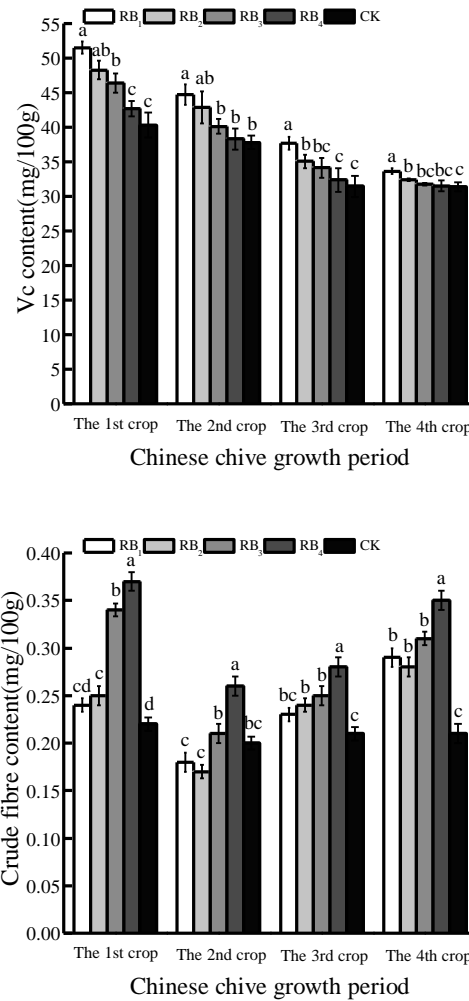 RB₁ RB₂ RB₃ RB₄ CK
55
50
45
40
35
30
25
20
15
10
5
0
Vc content(mg/100g)
a ab b c c
a ab b b b
a b bc c c
a b bc bc c
The 1st crop The 2nd crop The 3rd crop The 4th crop
Chinese chive growth period
RB₁ RB₂ RB₃ RB₄ CK
0.40
0.35
0.30
0.25
0.20
0.15
0.10
0.05
0.00
Crude fibre content(mg/100g)
cd c b a d
c c b a bc
bc b b a c
b b b a c
The 1st crop The 2nd crop The 3rd crop The 4th crop
Chinese chive growth period